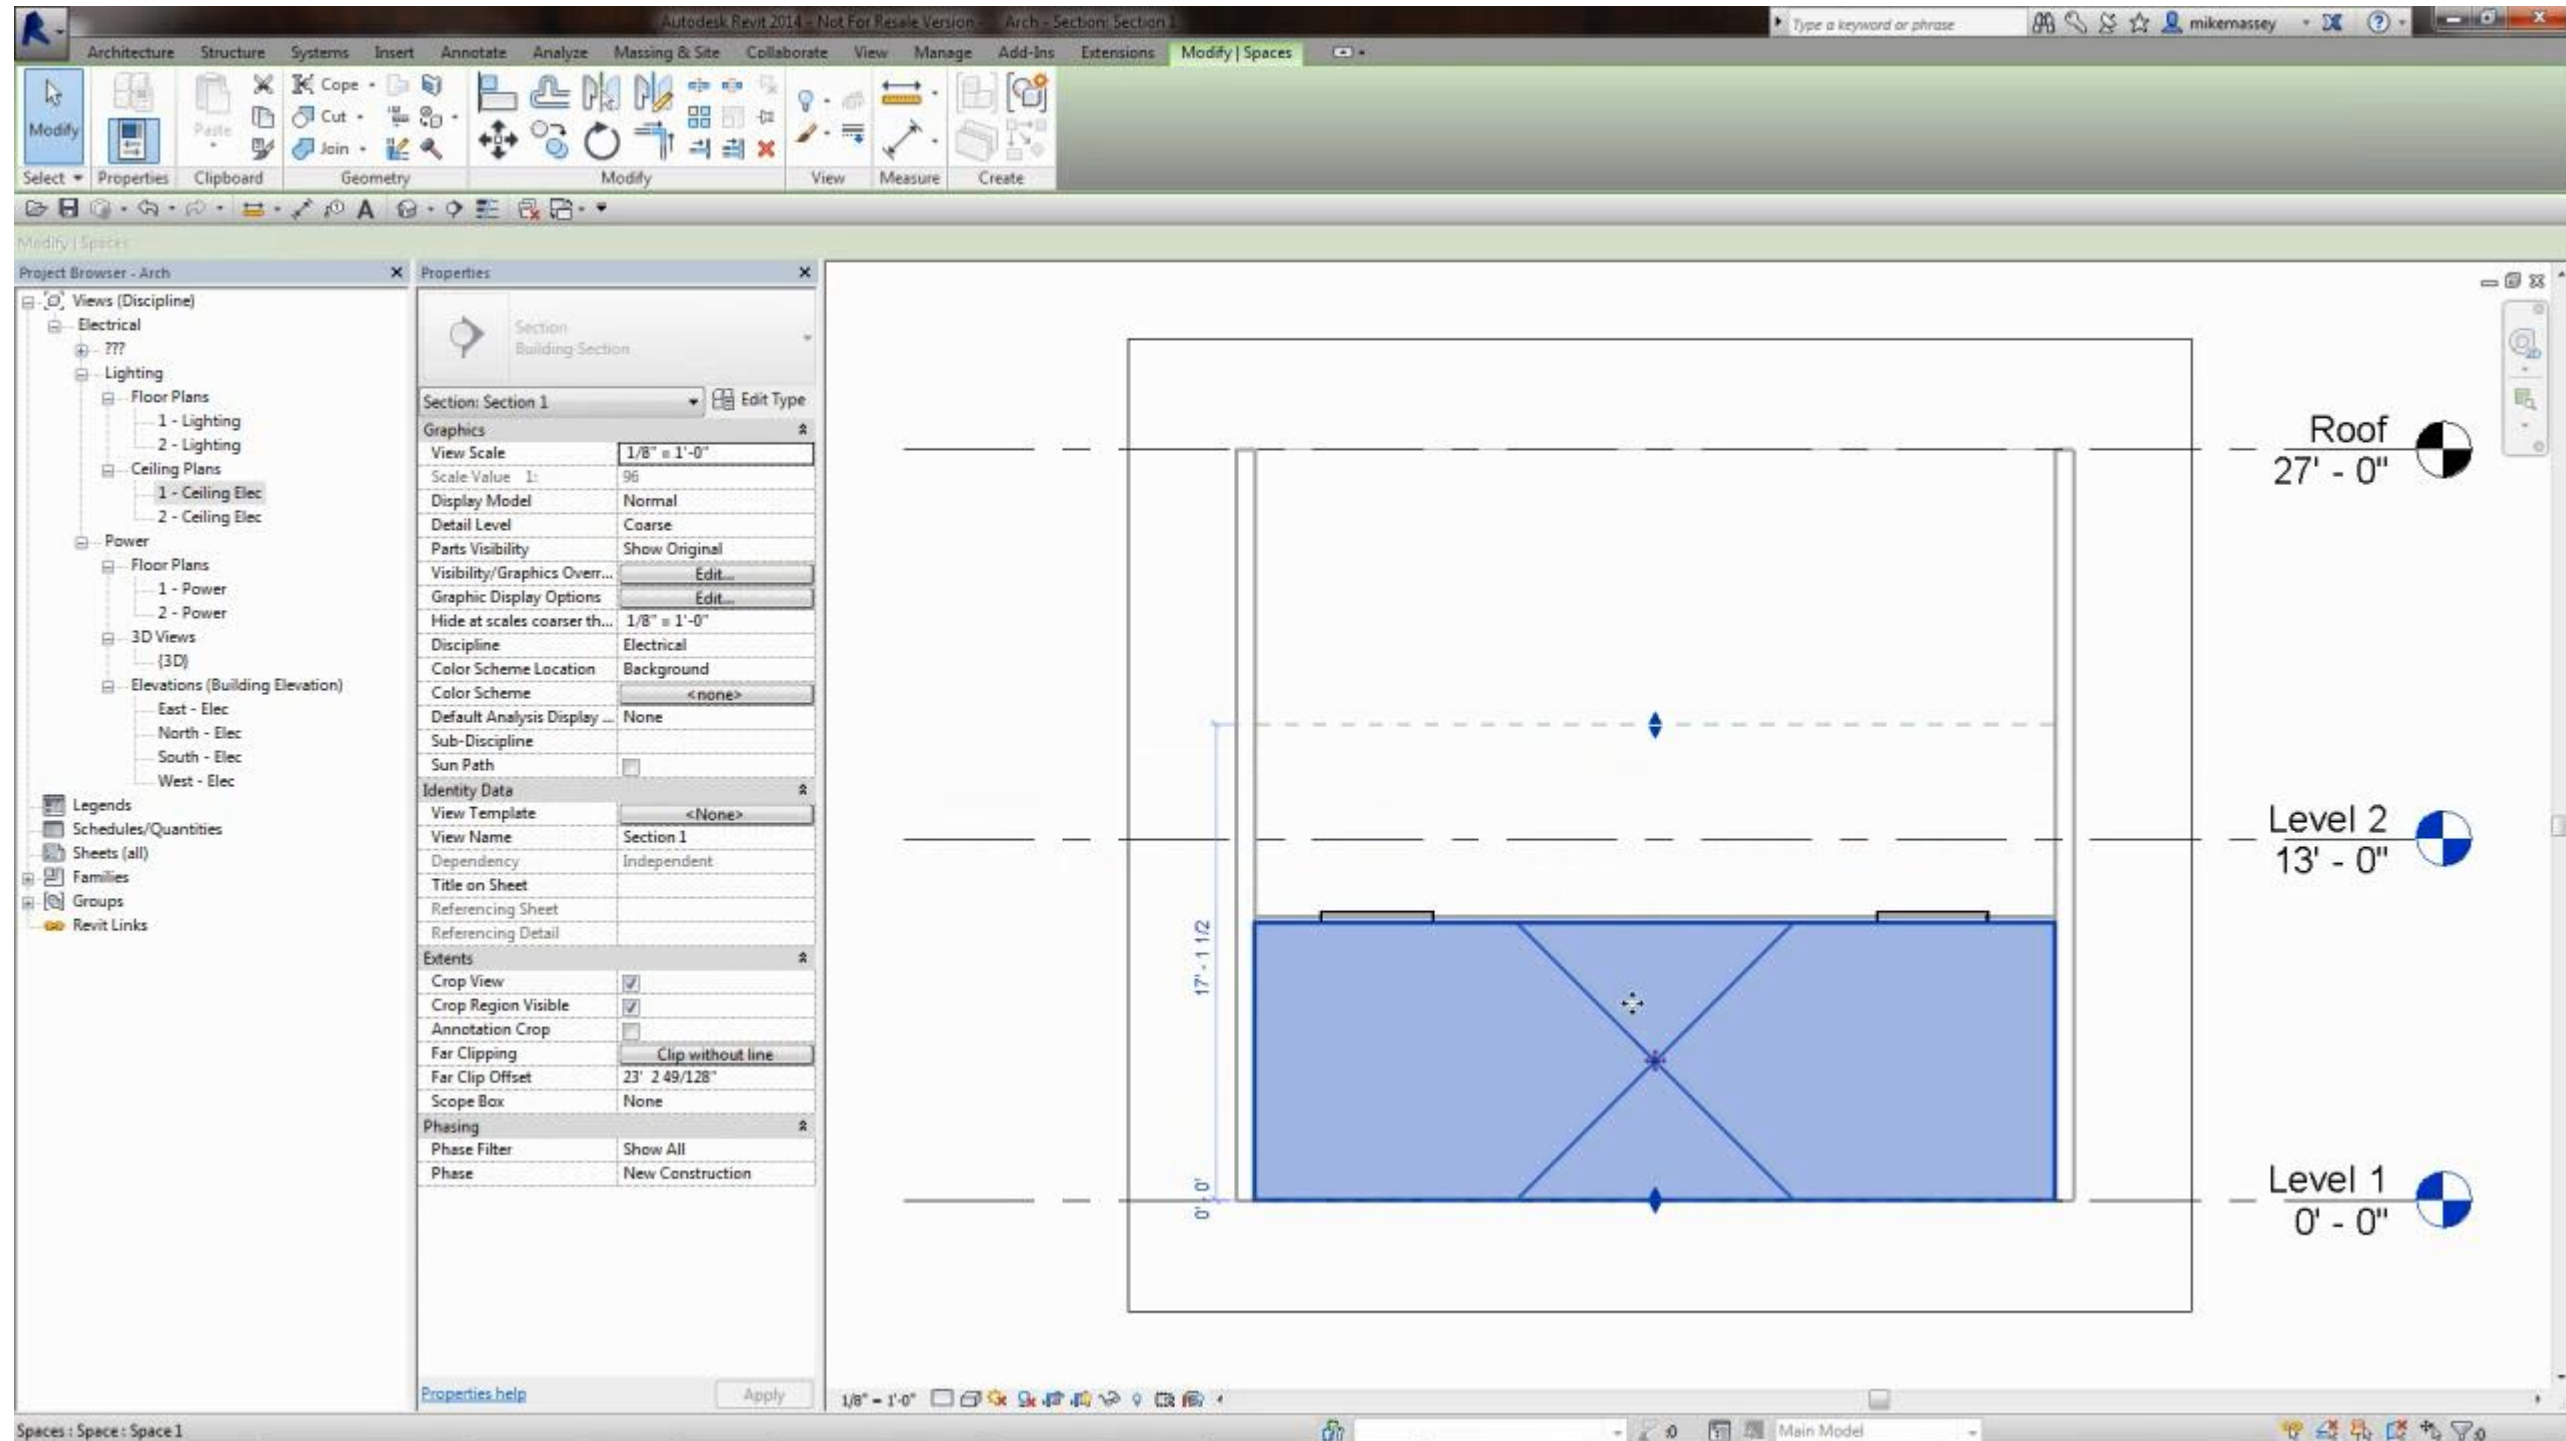 Autodesk Revit 2014 - Not For Resale Version - Arch - Section: Section 1
Type a keyword or phrase
mikemassey
Architecture Structure Systems Insert Annotate Analyze Massing & Site Collaborate View Manage Add-Ins Extensions Modify | Spaces
Modify
Paste
Cope
Cut
Join
Select Properties Clipboard Geometry Modify View Measure Create
Modify | Spaces
Project Browser - Arch
Views (Discipline)
Electrical
???
Lighting
Floor Plans
1 - Lighting
2 - Lighting
Ceiling Plans
1 - Ceiling Elec
2 - Ceiling Elec
Power
Floor Plans
1 - Power
2 - Power
3D Views
{3D}
Elevations (Building Elevation)
East - Elec
North - Elec
South - Elec
West - Elec
Legends
Schedules/Quantities
Sheets (all)
Families
Groups
Revit Links
Properties
Section
Building Section
Section: Section 1
Edit Type
Graphics
View Scale 1/8" = 1'-0"
Scale Value 1: 96
Display Model Normal
Detail Level Coarse
Parts Visibility Show Original
Visibility/Graphics Overr... Edit...
Graphic Display Options Edit...
Hide at scales coarser th... 1/8" = 1'-0"
Discipline Electrical
Color Scheme Location Background
Color Scheme <none>
Default Analysis Display ... None
Sub-Discipline
Sun Path
Identity Data
View Template <None>
View Name Section 1
Dependency Independent
Title on Sheet
Referencing Sheet
Referencing Detail
Extents
Crop View
Crop Region Visible
Annotation Crop
Far Clipping Clip without line
Far Clip Offset 23' 2 49/128"
Scope Box None
Phasing
Phase Filter Show All
Phase New Construction
Properties help
Apply
Roof
27' - 0"
Level 2
13' - 0"
Level 1
0' - 0"
17' - 1 1/2
0' 0'
1/8" = 1'-0"
Spaces : Space : Space 1
:0
Main Model
:0